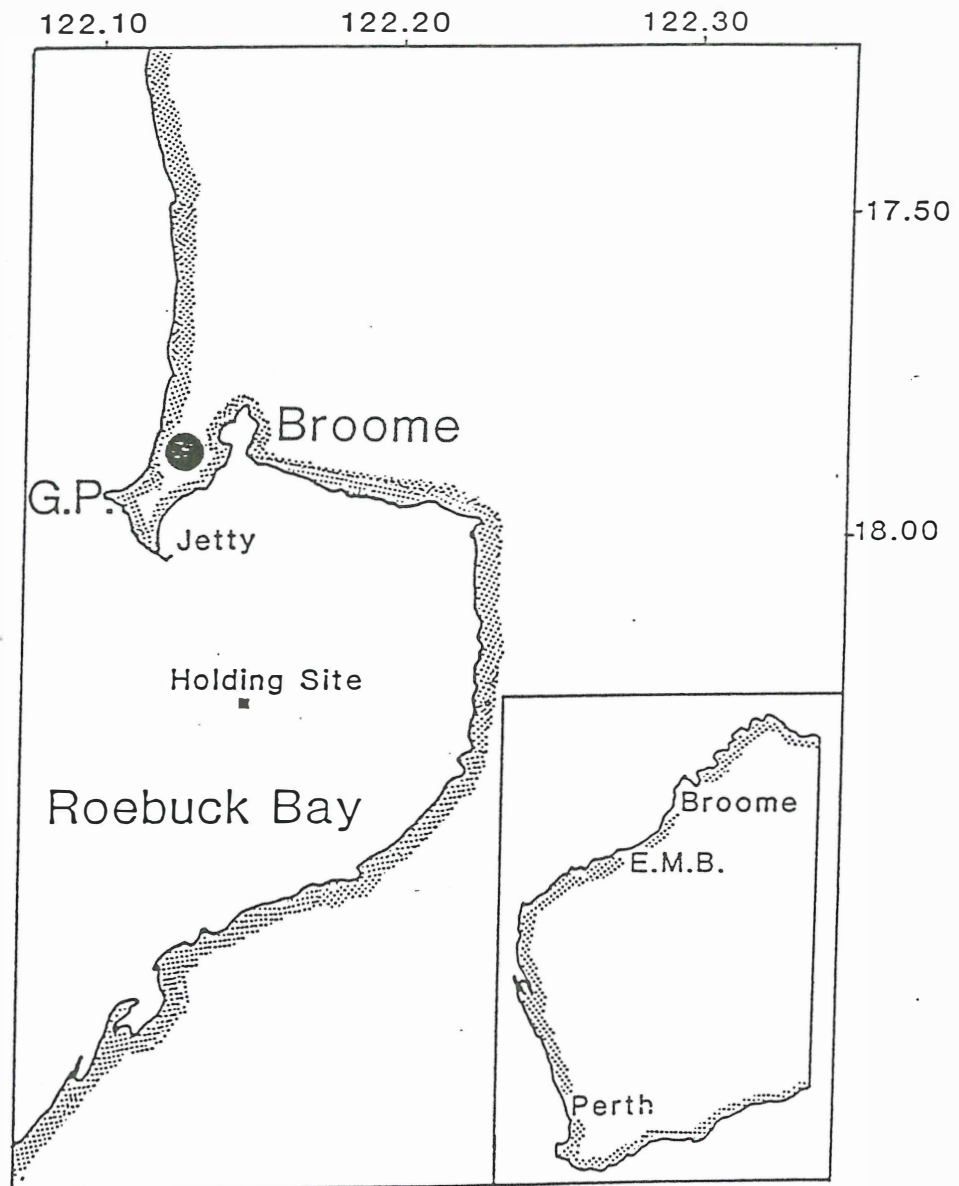 122.10 122.20 122.30
17.50
Broome
G.P.
18.00
Jetty
Holding Site
Roebuck Bay
Broome
E.M.B.
Perth